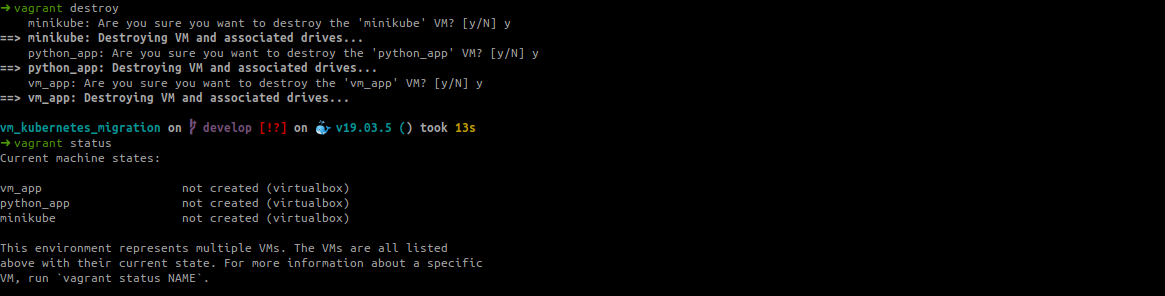 ➜ vagrant destroy
    minikube: Are you sure you want to destroy the 'minikube' VM? [y/N] y
==> minikube: Destroying VM and associated drives...
    python_app: Are you sure you want to destroy the 'python_app' VM? [y/N] y
==> python_app: Destroying VM and associated drives...
    vm_app: Are you sure you want to destroy the 'vm_app' VM? [y/N] y
==> vm_app: Destroying VM and associated drives...
vm_kubernetes_migration on develop [!?] on 🐳 v19.03.5 () took 13s
➜ vagrant status
Current machine states:
vm_app                    not created (virtualbox)
python_app                not created (virtualbox)
minikube                  not created (virtualbox)
This environment represents multiple VMs. The VMs are all listed
above with their current state. For more information about a specific
VM, run `vagrant status NAME`.